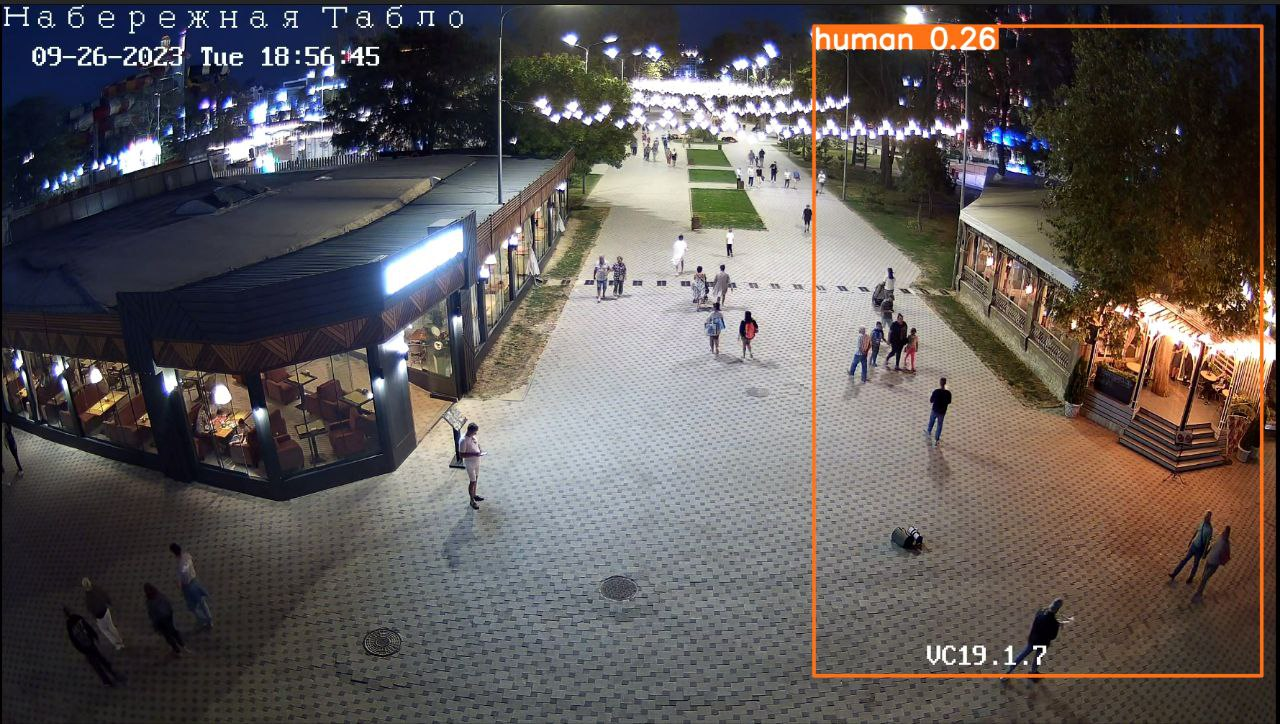 Набережная Табло
09-26-2023 Tue 18:56:45
human 0.26
VC19.1.7